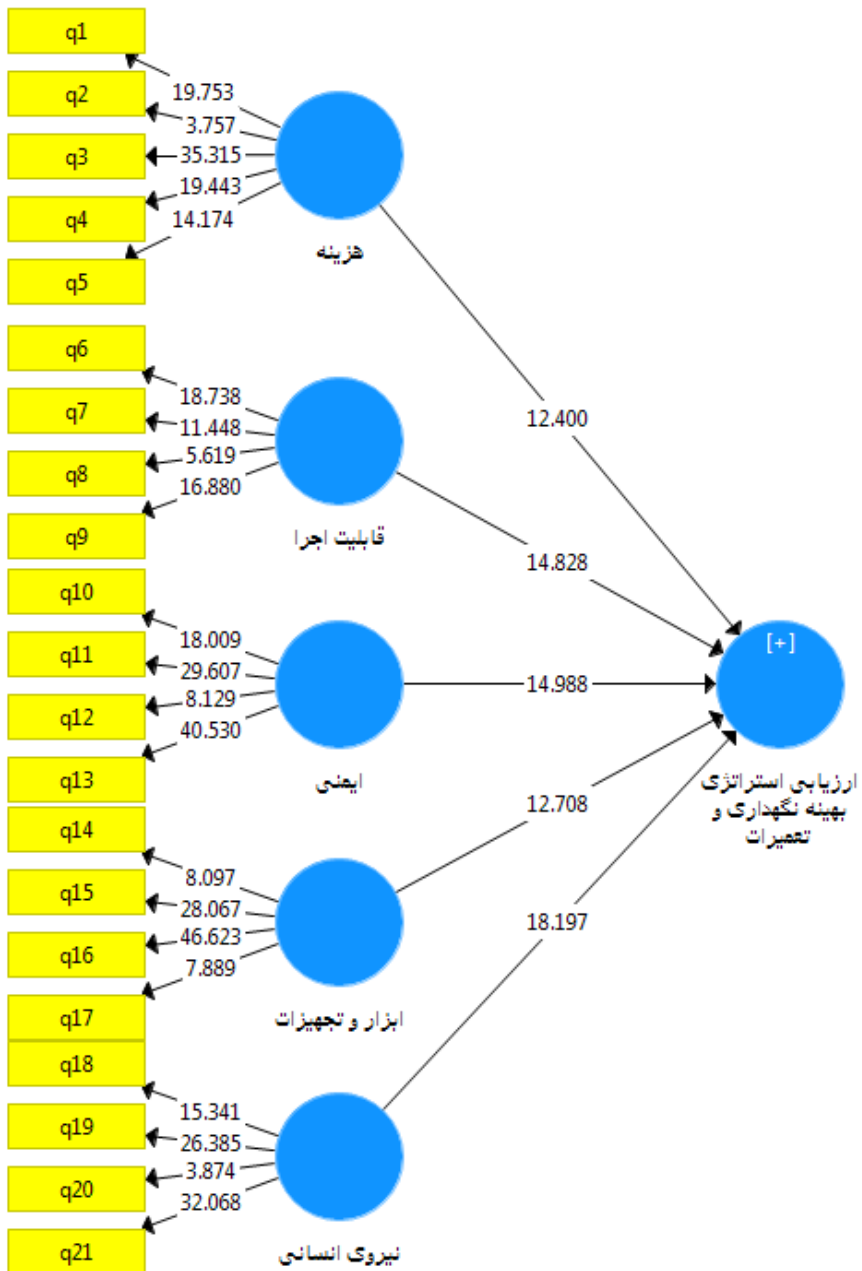 q1
q2
q3
q4
q5
19.753
3.757
35.315
19.443
14.174
هزینه
12.400
q6
q7
q8
q9
18.738
11.448
5.619
16.880
قابلیت اجرا
14.828
q10
q11
q12
q13
18.009
29.607
8.129
40.530
ایمنی
14.988
[+]
ارزیابی استراتژی
بهینه نگهداری و
تعمیرات
q14
q15
q16
q17
8.097
28.067
46.623
7.889
ابزار و تجهیزات
12.708
q18
q19
q20
q21
15.341
26.385
3.874
32.068
نیروی انسانی
18.197